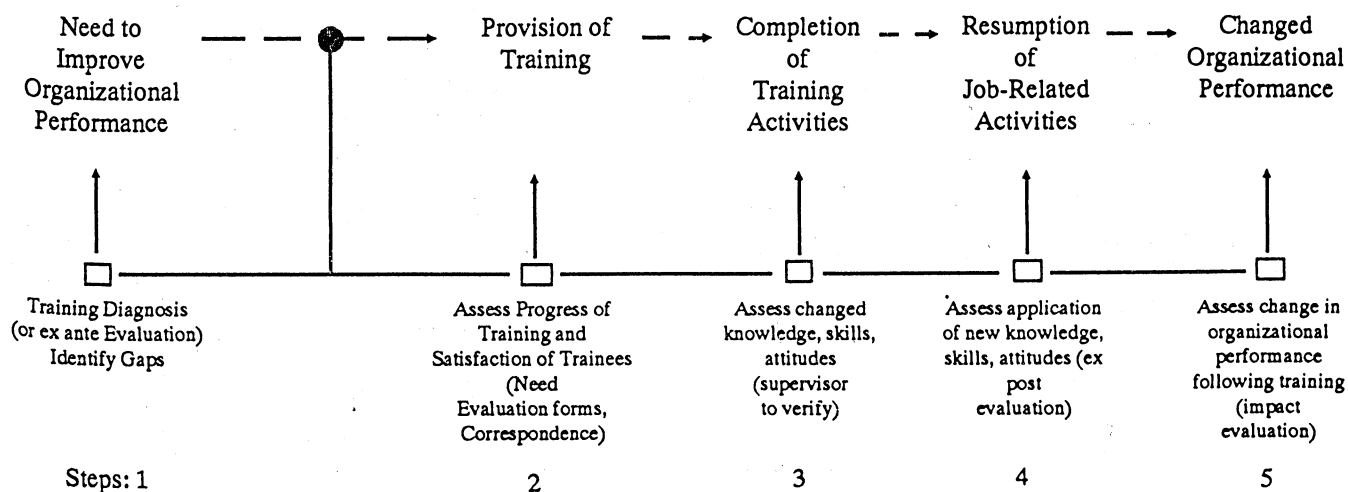 Need to
Improve
Organizational
Performance
Provision of
Training
Completion
of
Training
Activities
Resumption
of
Job-Related
Activities
Changed
Organizational
Performance
Training Diagnosis
(or ex ante Evaluation)
Identify Gaps
Assess Progress of
Training and
Satisfaction of Trainees
(Need
Evaluation forms,
Correspondence)
Assess changed
knowledge, skills,
attitudes
(supervisor
to verify)
Assess application
of new knowledge,
skills, attitudes (ex
post
evaluation)
Assess change in
organizational
performance
following training
(impact
evaluation)
Steps: 1 2 3 4 5